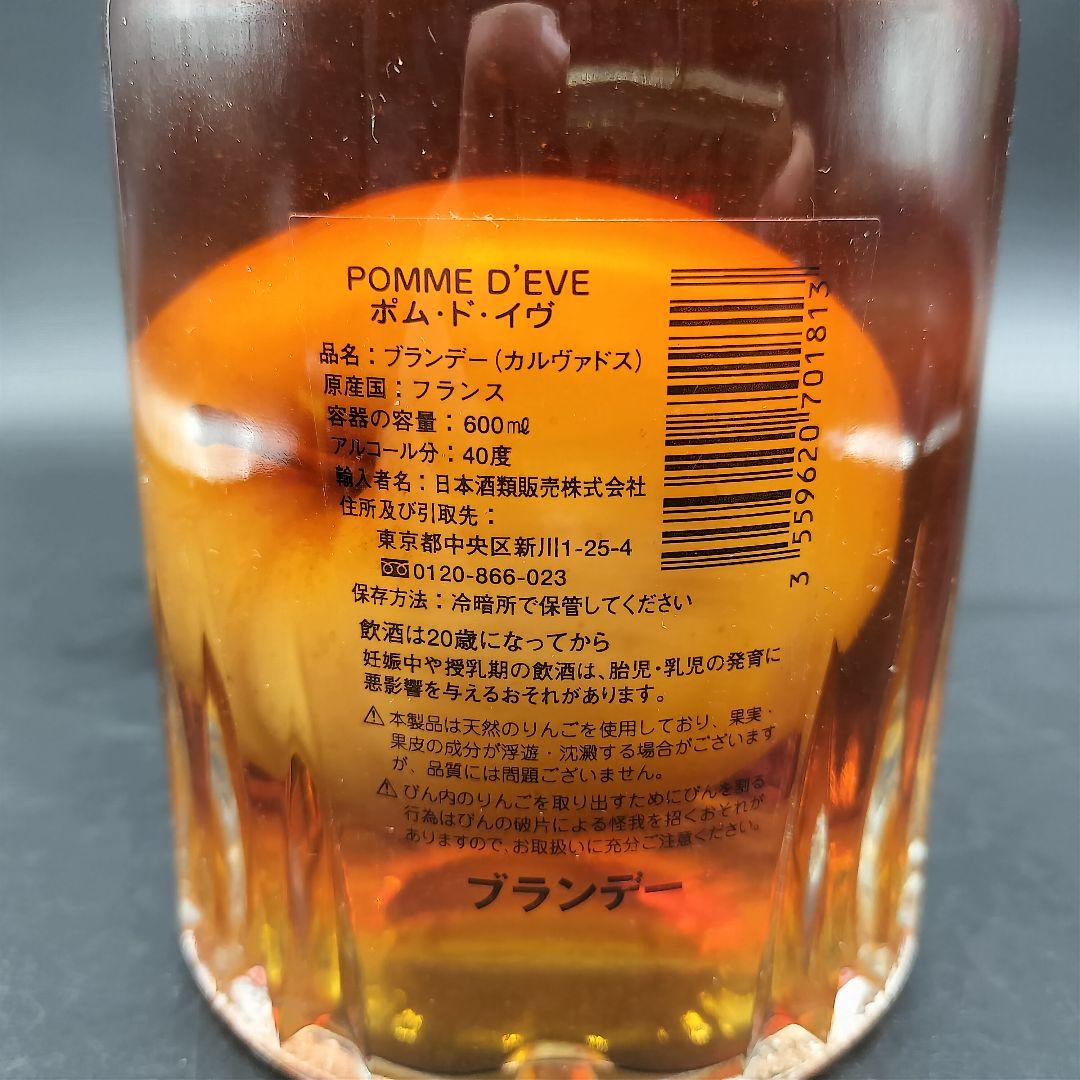 POMME D'EVE
ポム・ド・イヴ
品名：ブランデー（カルヴァドス）
原産国：フランス
容器の容量：600㎖
アルコール分：40度
輸入者名：日本酒類販売株式会社
住所及び引取先：
東京都中央区新川1-25-4
0120-866-023
保存方法：冷暗所で保管してください
飲酒は20歳になってから
妊娠中や授乳期の飲酒は、胎児・乳児の発育に
悪影響を与えるおそれがあります。
⚠本製品は天然のりんごを使用しており、果実・
果皮の成分が浮遊・沈澱する場合がございます
が、品質には問題ございません。
⚠びん内のりんごを取り出すためにびんを割る
行為はびんの破片による怪我を招くおそれが
ありますので、お取扱いに充分ご注意ください。
ブランデー
3 559620 701813